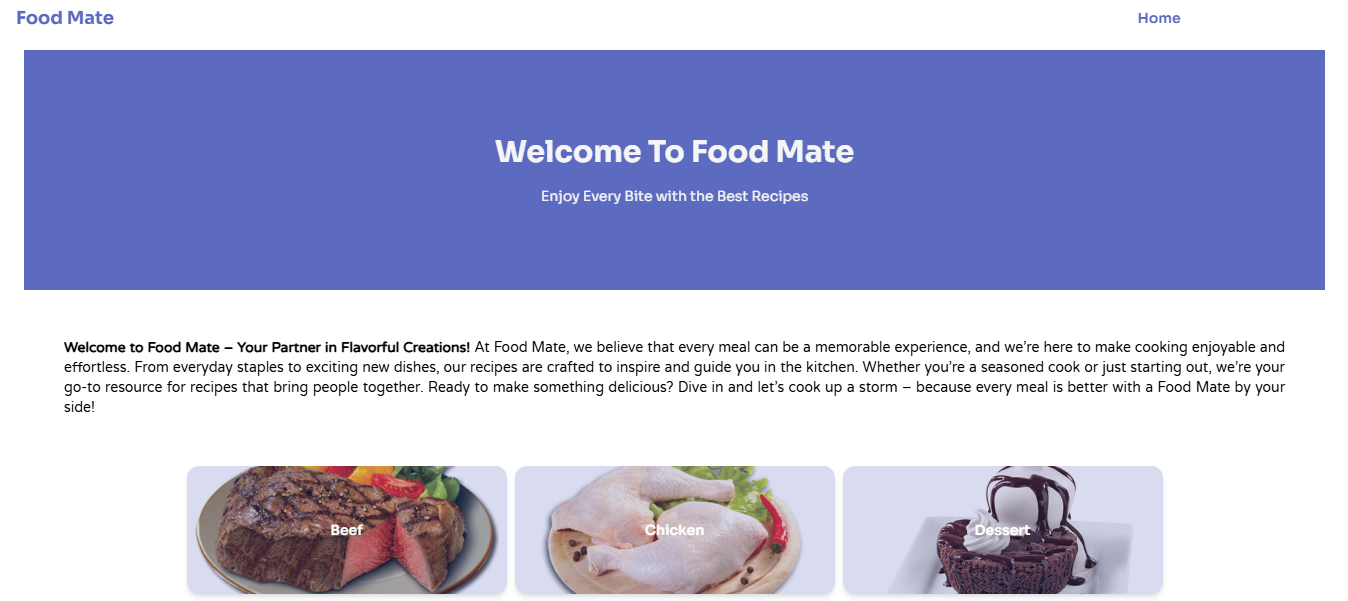 Food Mate
Home
Welcome To Food Mate
Enjoy Every Bite with the Best Recipes
Welcome to Food Mate – Your Partner in Flavorful Creations! At Food Mate, we believe that every meal can be a memorable experience, and we’re here to make cooking enjoyable and
effortless. From everyday staples to exciting new dishes, our recipes are crafted to inspire and guide you in the kitchen. Whether you’re a seasoned cook or just starting out, we’re your
go-to resource for recipes that bring people together. Ready to make something delicious? Dive in and let’s cook up a storm – because every meal is better with a Food Mate by your
side!
Beef
Chicken
Dessert